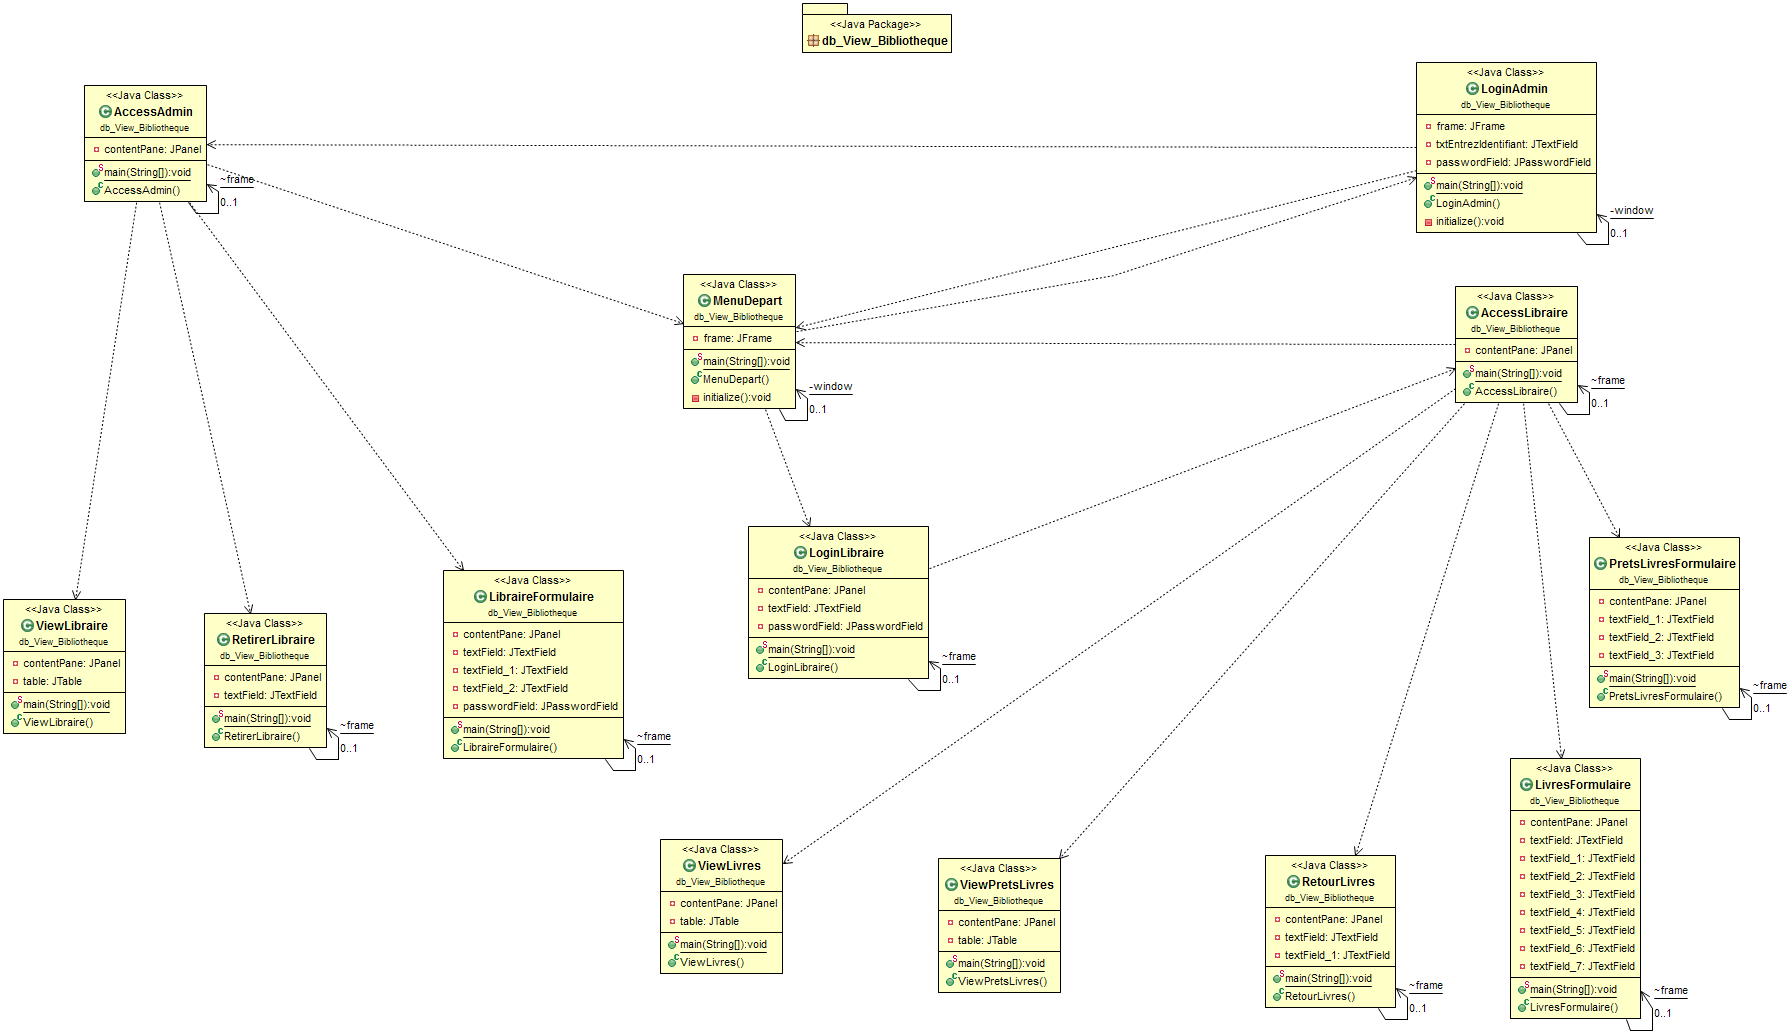 <<Java Package>>
db_View_Bibliotheque
<<Java Class>>
AccessAdmin
db_View_Bibliotheque
contentPane: JPanel
main(String[]):void
AccessAdmin()
~frame
0..1
<<Java Class>>
LoginAdmin
db_View_Bibliotheque
frame: JFrame
txtEntrezIdentifiant: JTextField
passwordField: JPasswordField
main(String[]):void
LoginAdmin()
initialize():void
-window
0..1
<<Java Class>>
MenuDepart
db_View_Bibliotheque
frame: JFrame
main(String[]):void
MenuDepart()
initialize():void
-window
0..1
<<Java Class>>
AccessLibraire
db_View_Bibliotheque
contentPane: JPanel
main(String[]):void
AccessLibraire()
~frame
0..1
<<Java Class>>
ViewLibraire
db_View_Bibliotheque
contentPane: JPanel
table: JTable
main(String[]):void
ViewLibraire()
<<Java Class>>
RetirerLibraire
db_View_Bibliotheque
contentPane: JPanel
textField: JTextField
main(String[]):void
RetirerLibraire()
~frame
0..1
<<Java Class>>
LibraireFormulaire
db_View_Bibliotheque
contentPane: JPanel
textField: JTextField
textField_1: JTextField
textField_2: JTextField
passwordField: JPasswordField
main(String[]):void
LibraireFormulaire()
~frame
0..1
<<Java Class>>
LoginLibraire
db_View_Bibliotheque
contentPane: JPanel
textField: JTextField
passwordField: JPasswordField
main(String[]):void
LoginLibraire()
~frame
0..1
<<Java Class>>
PretsLivresFormulaire
db_View_Bibliotheque
contentPane: JPanel
textField_1: JTextField
textField_2: JTextField
textField_3: JTextField
main(String[]):void
PretsLivresFormulaire()
~frame
0..1
<<Java Class>>
ViewLivres
db_View_Bibliotheque
contentPane: JPanel
table: JTable
main(String[]):void
ViewLivres()
<<Java Class>>
ViewPretsLivres
db_View_Bibliotheque
contentPane: JPanel
table: JTable
main(String[]):void
ViewPretsLivres()
<<Java Class>>
RetourLivres
db_View_Bibliotheque
contentPane: JPanel
textField: JTextField
textField_1: JTextField
main(String[]):void
RetourLivres()
~frame
0..1
<<Java Class>>
LivresFormulaire
db_View_Bibliotheque
contentPane: JPanel
textField: JTextField
textField_1: JTextField
textField_2: JTextField
textField_3: JTextField
textField_4: JTextField
textField_5: JTextField
textField_6: JTextField
textField_7: JTextField
main(String[]):void
LivresFormulaire()
~frame
0..1